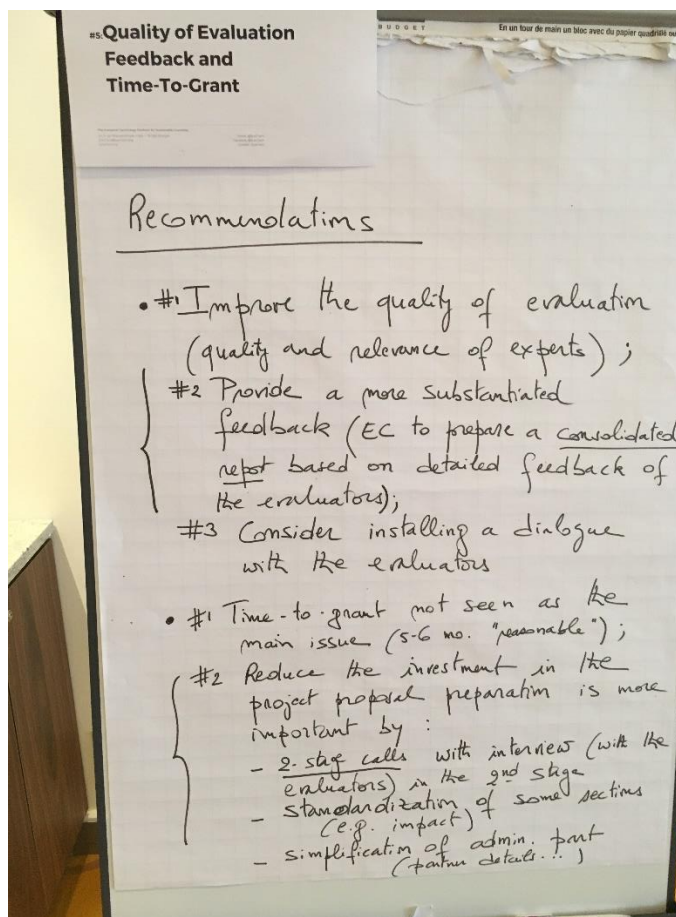 #5: Quality of Evaluation
Feedback and
Time-To-Grant
BUDGET
En un tour de main un bloc avec du papier quadrillé ou
Recommendations
• #1 Improve the quality of evaluation
(quality and relevance of experts) ;
#2 Provide a more substantiated
feedback (EC to prepare a consolidated
repot based on detailed feedback of
the evaluators);
#3 Consider installing a dialogue
with the evaluators
• #1 Time-to-grant not seen as the
main issue (5-6 mo. "reasonable") ;
#2 Reduce the investment in the
project proposal preparation is more
important by :
- 2-stag calls with interview (with the
evaluators) in the 2nd stage
- standardization of some sections
(e.g. impact)
- simplification of admin. part
(partner details...)